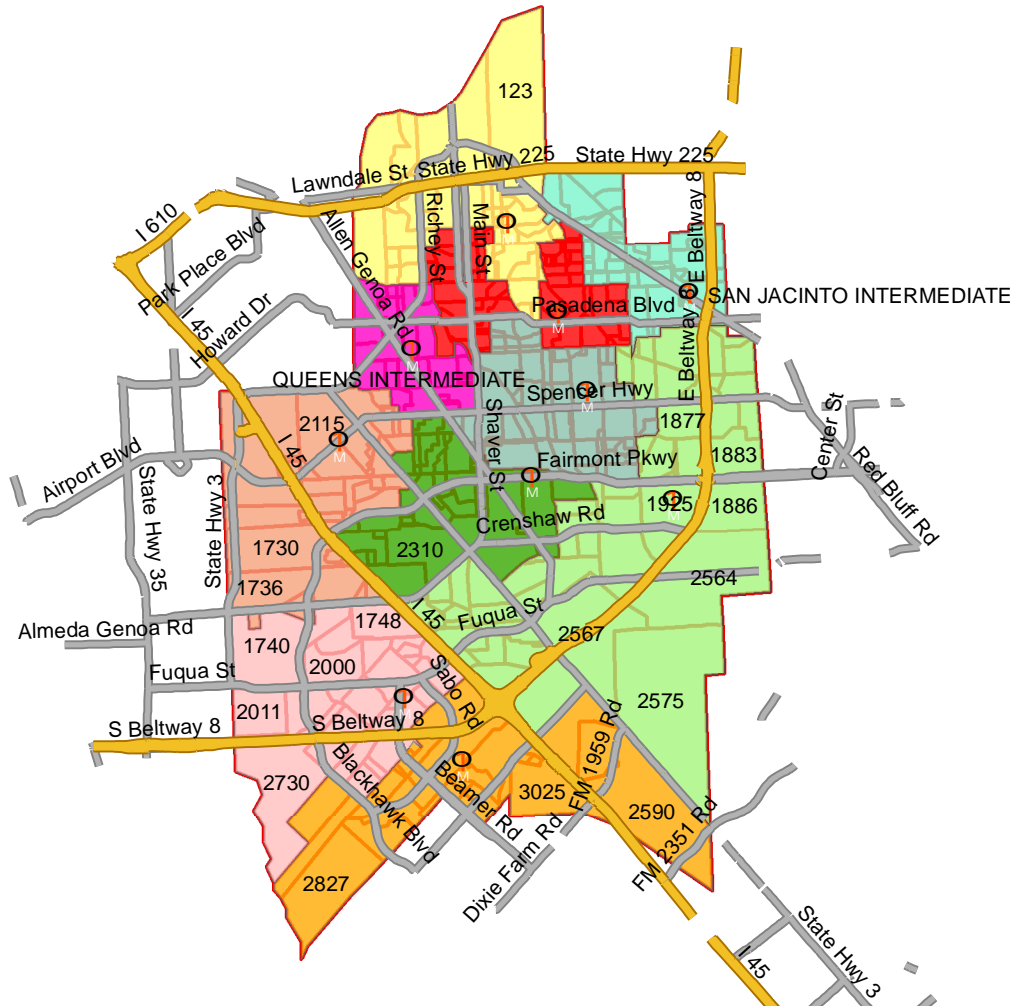 123
State Hwy 225
State Hwy 225
Lawndale St
I 610
Park Place Blvd
Allen Genoa Rd
Richey St
Main St
E Beltway 8
E Beltway 8
I 45
Howard Dr
Pasadena Blvd
SAN JACINTO INTERMEDIATE
O
M
O
M
O
O
M
QUEENS INTERMEDIATE
Spencer Hwy
O
M
2115
O
M
I 45
Shaver St
1877
Center St
Airport Blvd
State Hwy 35
State Hwy 3
Fairmont Pkwy
O
M
1883
Red Bluff Rd
1925
O
M
1886
Crenshaw Rd
1730
2310
2564
1736
I 45
Fuqua St
Almeda Genoa Rd
1748
1740
2567
2000
Fuqua St
Sabo Rd
2575
2011
O
M
S Beltway 8
S Beltway 8
FM 1959 Rd
2730
Blackhawk Blvd
O
M
Beamer Rd
3025
2590
FM 2351 Rd
Dixie Farm Rd
2827
I 45
State Hwy 3